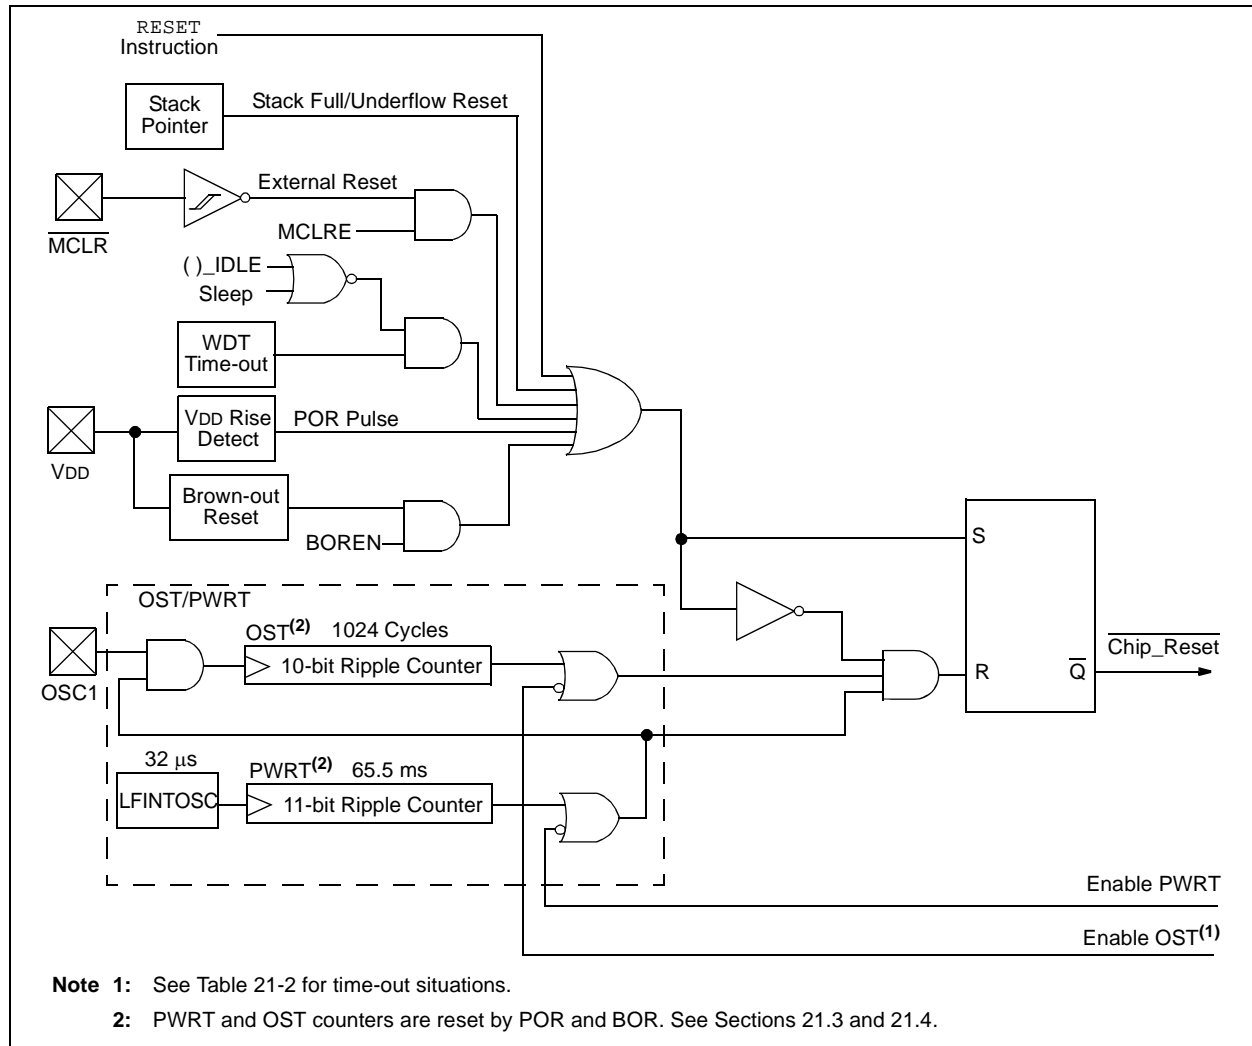 RESET
Instruction
Stack
Pointer
Stack Full/Underflow Reset
External Reset
MCLR
MCLRE
( )_IDLE
Sleep
WDT
Time-out
VDD
VDD Rise
Detect
POR Pulse
Brown-out
Reset
BOREN
S
R
Q
Chip_Reset
OST/PWRT
OST(2) 1024 Cycles
10-bit Ripple Counter
OSC1
32 μs
LFINTOSC
PWRT(2) 65.5 ms
11-bit Ripple Counter
Enable PWRT
Enable OST(1)
Note 1: See Table 21-2 for time-out situations.
2: PWRT and OST counters are reset by POR and BOR. See Sections 21.3 and 21.4.